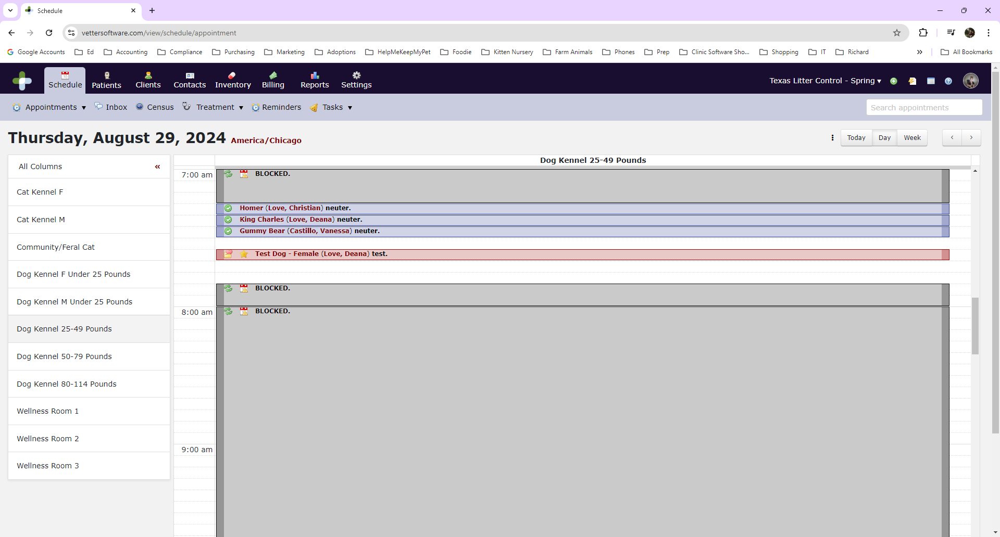 Schedule
vettersoftware.com/view/schedule/appointment
Google Accounts Ed Accounting Compliance Purchasing Marketing Adoptions HelpMeKeepMyPet Foodie Kitten Nursery Farm Animals Phones Prep Clinic Software Sho... Shopping IT Richard » All Bookmarks
Schedule Patients Clients Contacts Inventory Billing Reports Settings Texas Litter Control - Spring
Appointments Inbox Census Treatment Reminders Tasks Search appointments
Thursday, August 29, 2024 America/Chicago Today Day Week
All Columns «
Cat Kennel F
Cat Kennel M
Community/Feral Cat
Dog Kennel F Under 25 Pounds
Dog Kennel M Under 25 Pounds
Dog Kennel 25-49 Pounds
Dog Kennel 50-79 Pounds
Dog Kennel 80-114 Pounds
Wellness Room 1
Wellness Room 2
Wellness Room 3
Dog Kennel 25-49 Pounds
7:00 am BLOCKED.
Homer (Love, Christian) neuter.
King Charles (Love, Deana) neuter.
Gummy Bear (Castillo, Vanessa) neuter.
Test Dog - Female (Love, Deana) test.
BLOCKED.
8:00 am BLOCKED.
9:00 am